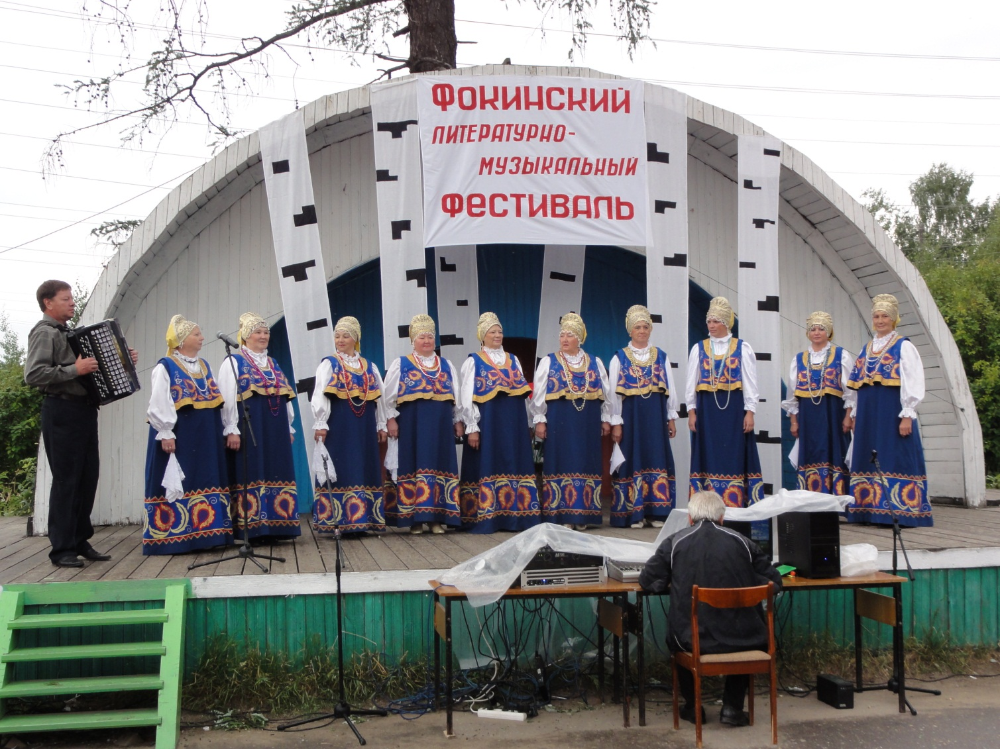 Фокинский
литературно-
музыкальный
фестиваль